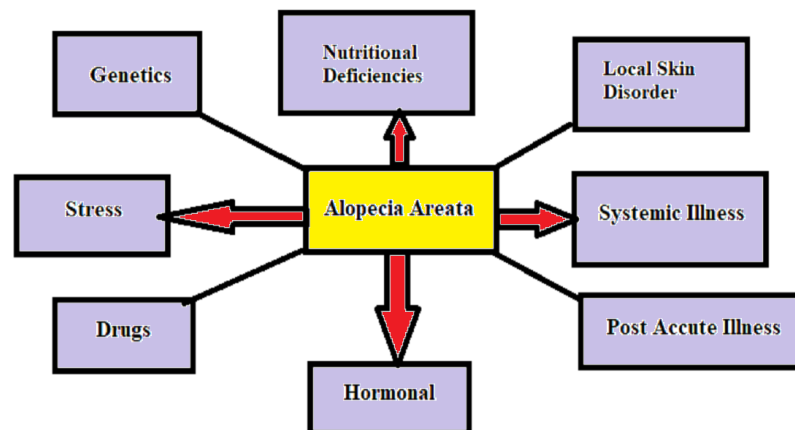 Genetics
Nutritional
Deficiencies
Local Skin
Disorder
Stress
Alopecia Areata
Systemic Illness
Drugs
Hormonal
Post Accute Illness